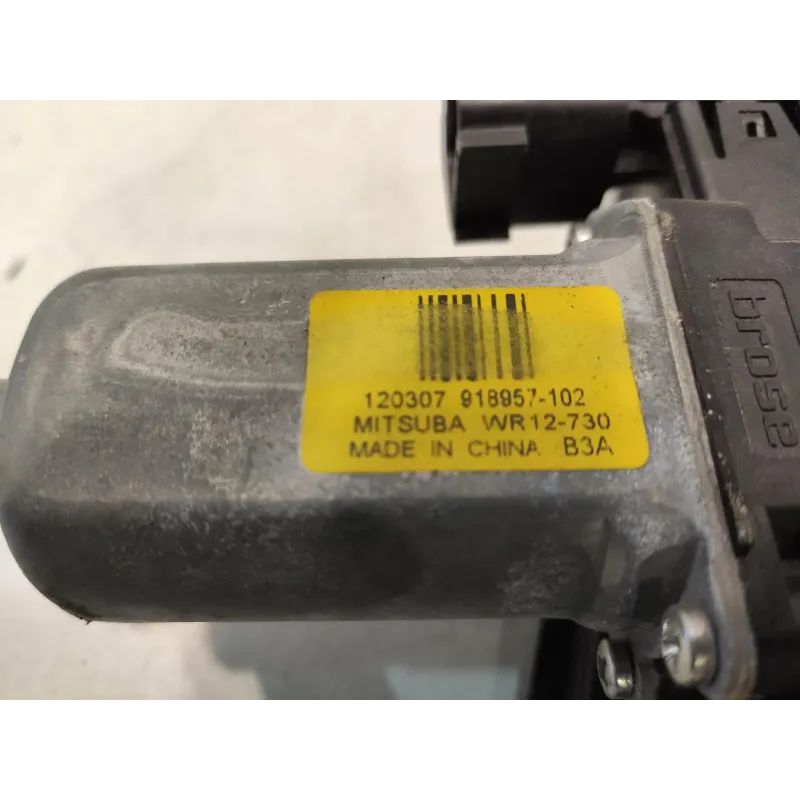 120307 918957-102
MITSUBA WR12-730
MADE IN CHINA B3A
brose